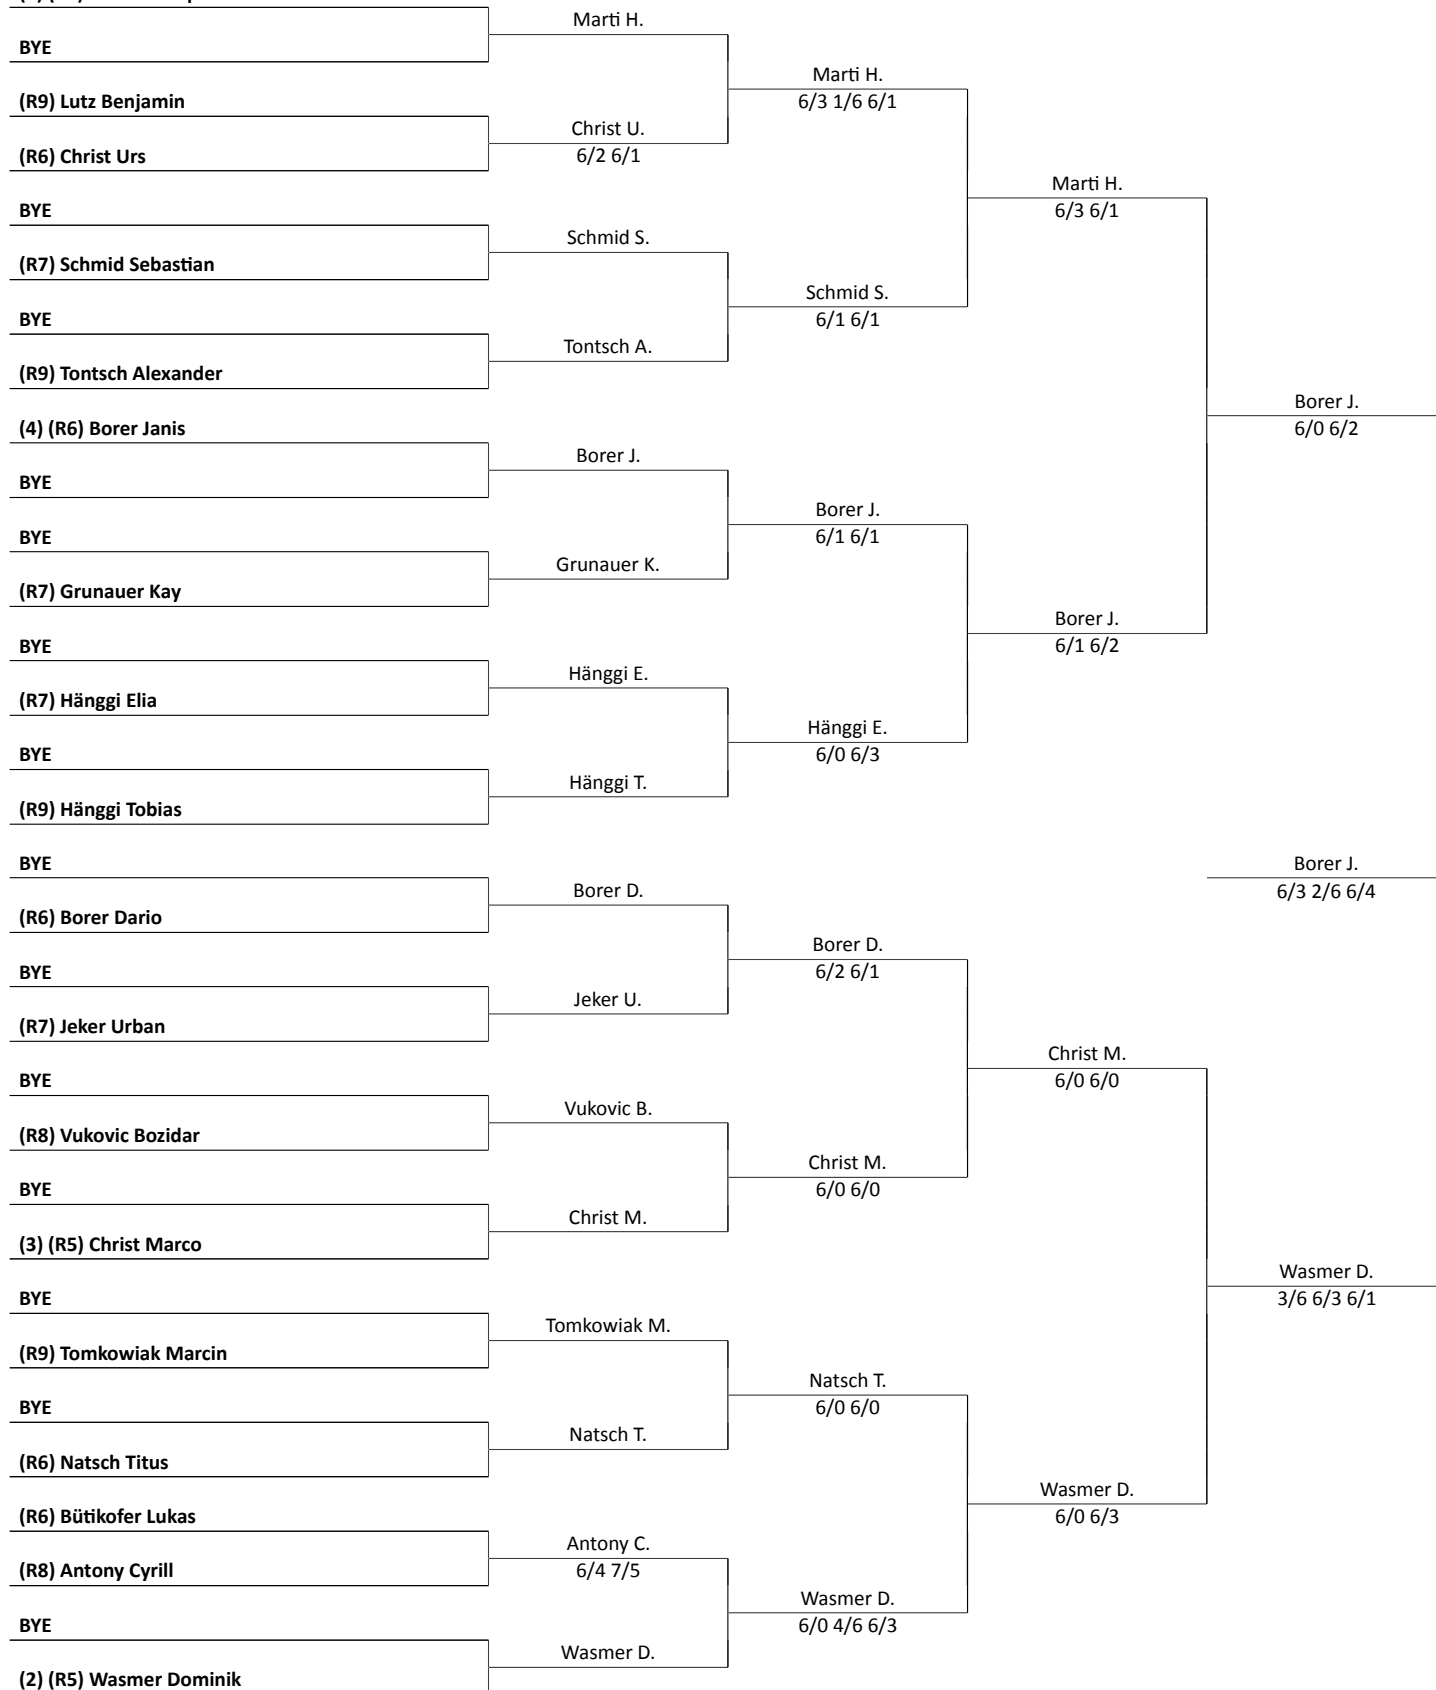 BYE
(R9) Lutz Benjamin
(R6) Christ Urs
BYE
(R7) Schmid Sebastian
BYE
(R9) Tontsch Alexander
(4) (R6) Borer Janis
BYE
BYE
(R7) Grunauer Kay
BYE
(R7) Hänggi Elia
BYE
(R9) Hänggi Tobias
BYE
(R6) Borer Dario
BYE
(R7) Jeker Urban
BYE
(R8) Vukovic Bozidar
BYE
(3) (R5) Christ Marco
BYE
(R9) Tomkowiak Marcin
BYE
(R6) Natsch Titus
(R6) Bütikofer Lukas
(R8) Antony Cyrill
BYE
(2) (R5) Wasmer Dominik
Marti H.
Christ U.
6/2 6/1
Schmid S.
Tontsch A.
Borer J.
Grunauer K.
Hänggi E.
Hänggi T.
Borer D.
Jeker U.
Vukovic B.
Christ M.
Tomkowiak M.
Natsch T.
Antony C.
6/4 7/5
Wasmer D.
Marti H.
6/3 1/6 6/1
Schmid S.
6/1 6/1
Borer J.
6/1 6/1
Hänggi E.
6/0 6/3
Borer D.
6/2 6/1
Christ M.
6/0 6/0
Natsch T.
6/0 6/0
Wasmer D.
6/0 4/6 6/3
Marti H.
6/3 6/1
Borer J.
6/1 6/2
Christ M.
6/0 6/0
Wasmer D.
6/0 6/3
Borer J.
6/0 6/2
Borer J.
6/3 2/6 6/4
Wasmer D.
3/6 6/3 6/1